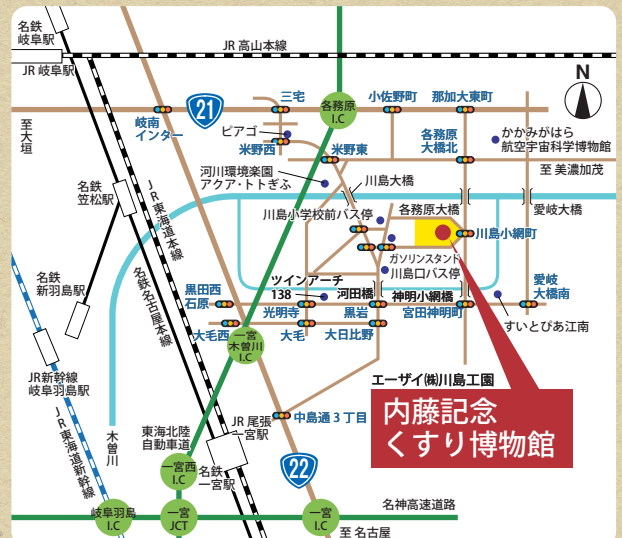 名鉄
岐阜駅
JR 高山本線
JR 岐阜駅
N
21
三宅
各務原
I.C
小佐野町
那加大東町
至
大
垣
岐南
インター
ピアゴ
米野西
米野東
各務原
大橋北
かかみがはら
航空宇宙科学博物館
至 美濃加茂
河川環境楽園
アクア・トトぎふ
川島大橋
名鉄
笠松駅
JR東海道本線
川島小学校前バス停
各務原大橋
愛岐大橋
川島小網町
ガソリンスタンド
川島口バス停
名鉄
新羽島駅
名鉄名古屋本線
ツインアーチ
138
河田橋
神明小網橋
愛岐
大橋南
黒田西
石原
光明寺
黒岩
宮田神明町
すいとぴあ江南
大毛西
大毛
大日比野
一宮
木曽川
I.C
JR新幹線
岐阜羽島駅
エーザイ㈱川島工園
内藤記念
くすり博物館
JR東海道新幹線
木
曽
川
東海北陸
自動車道
JR 尾張
一宮駅
中島通 3 丁目
一宮西
I.C
名鉄
一宮駅
22
岐阜羽島
I.C
一宮
JCT
一宮
I.C
名神高速道路
至 名古屋